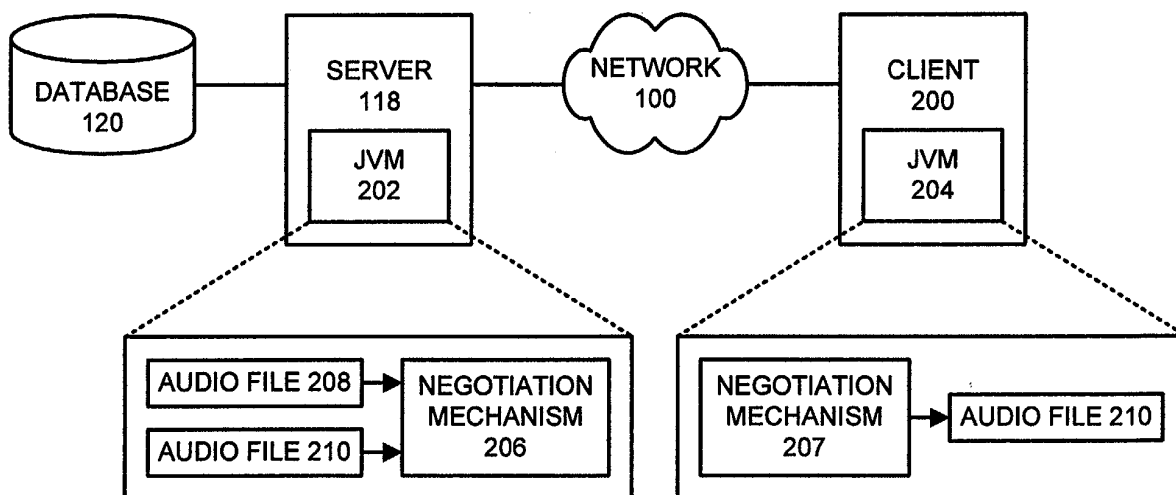 DATABASE
120
SERVER
118
JVM
202
NETWORK
100
CLIENT
200
JVM
204
AUDIO FILE 208
AUDIO FILE 210
NEGOTIATION
MECHANISM
206
NEGOTIATION
MECHANISM
207
AUDIO FILE 210